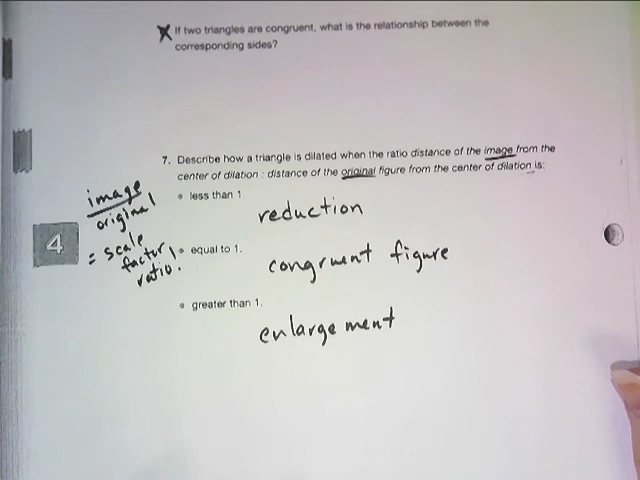 X If two triangles are congruent, what is the relationship between the
corresponding sides?
7. Describe how a triangle is dilated when the ratio distance of the image from the
center of dilation : distance of the original figure from the center of dilation is:
• less than 1.
reduction
• equal to 1.
congruent figure
• greater than 1.
enlargement
image
original
= scale
factor /
ratio.
4